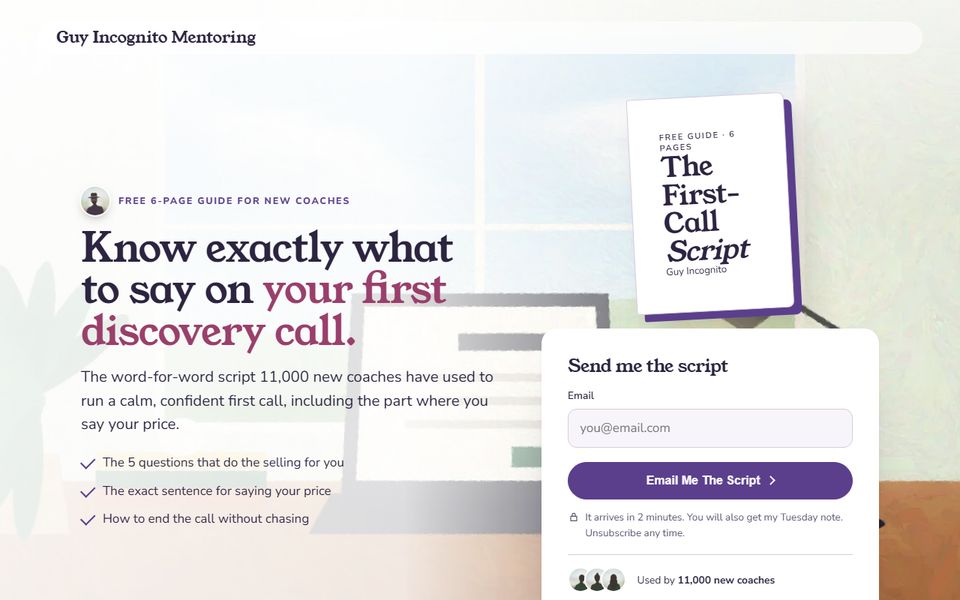 Guy Incognito Mentoring
FREE 6-PAGE GUIDE FOR NEW COACHES
Know exactly what
to say on your first
discovery call.
The word-for-word script 11,000 new coaches have used to
run a calm, confident first call, including the part where you
say your price.
The 5 questions that do the selling for you
The exact sentence for saying your price
How to end the call without chasing
FREE GUIDE · 6
PAGES
The
First-
Call
Script
Guy Incognito
Send me the script
Email
you@email.com
Email Me The Script
It arrives in 2 minutes. You will also get my Tuesday note.
Unsubscribe any time.
Used by 11,000 new coaches